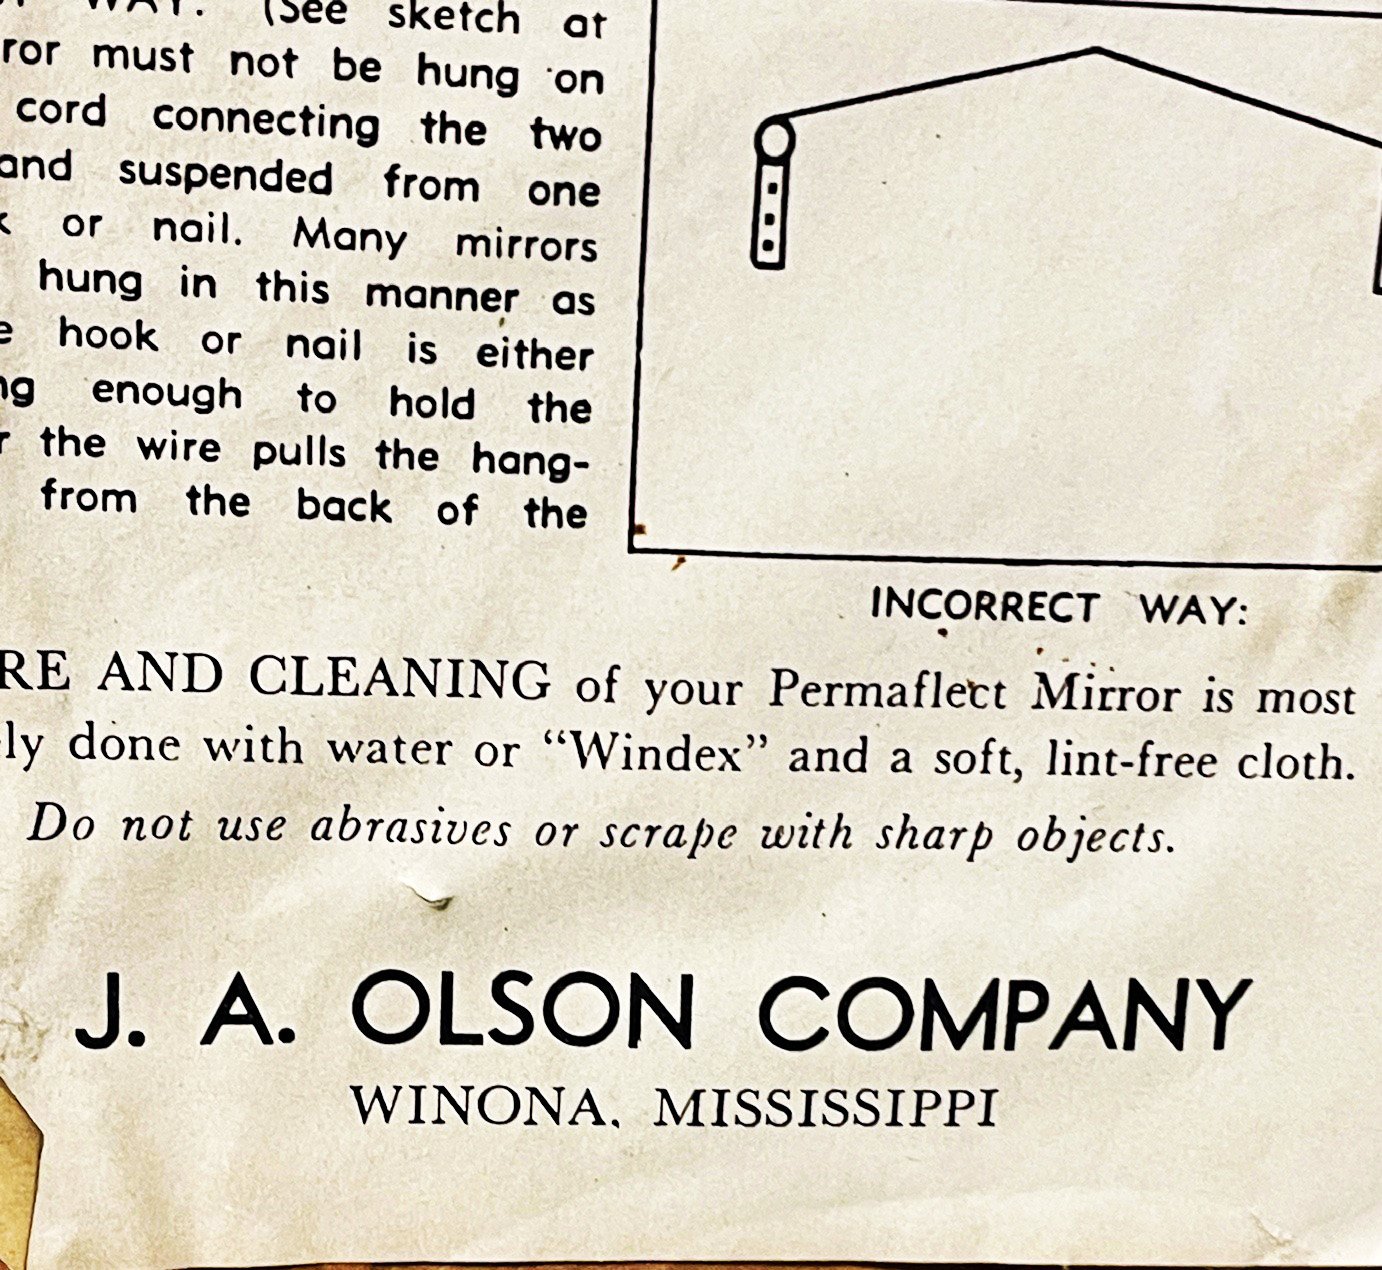 WAY. (See sketch at
ror must not be hung on
cord connecting the two
and suspended from one
k or nail. Many mirrors
hung in this manner as
e hook or nail is either
ng enough to hold the
r the wire pulls the hang-
from the back of the
INCORRECT WAY:
RE AND CLEANING of your Permaflect Mirror is most
ly done with water or “Windex” and a soft, lint-free cloth.
Do not use abrasives or scrape with sharp objects.
J. A. OLSON COMPANY
WINONA, MISSISSIPPI